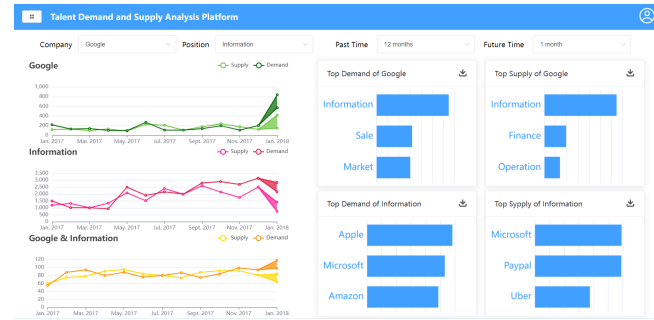 Talent Demand and Supply Analysis Platform
Company Google Position Information Past Time 12 months Future Time 1 month
Google
Supply Demand
1,000
800
600
400
200
0
Jan. 2017 Mar. 2017 May. 2017 Jul. 2017 Sept. 2017 Nov. 2017 Jan. 2018
Information
Supply Demand
3,500
3,000
2,500
2,000
1,500
1,000
500
0
Jan. 2017 Mar. 2017 May. 2017 Jul. 2017 Sept. 2017 Nov. 2017 Jan. 2018
Google & Information
Supply Demand
120
100
80
60
40
20
0
Jan. 2017 Mar. 2017 May. 2017 Jul. 2017 Sept. 2017 Nov. 2017 Jan. 2018
Top Demand of Google
Information
Sale
Market
Top Supply of Google
Information
Finance
Operation
Top Demand of Information
Apple
Microsoft
Amazon
Top Sypply of Information
Microsoft
Paypal
Uber